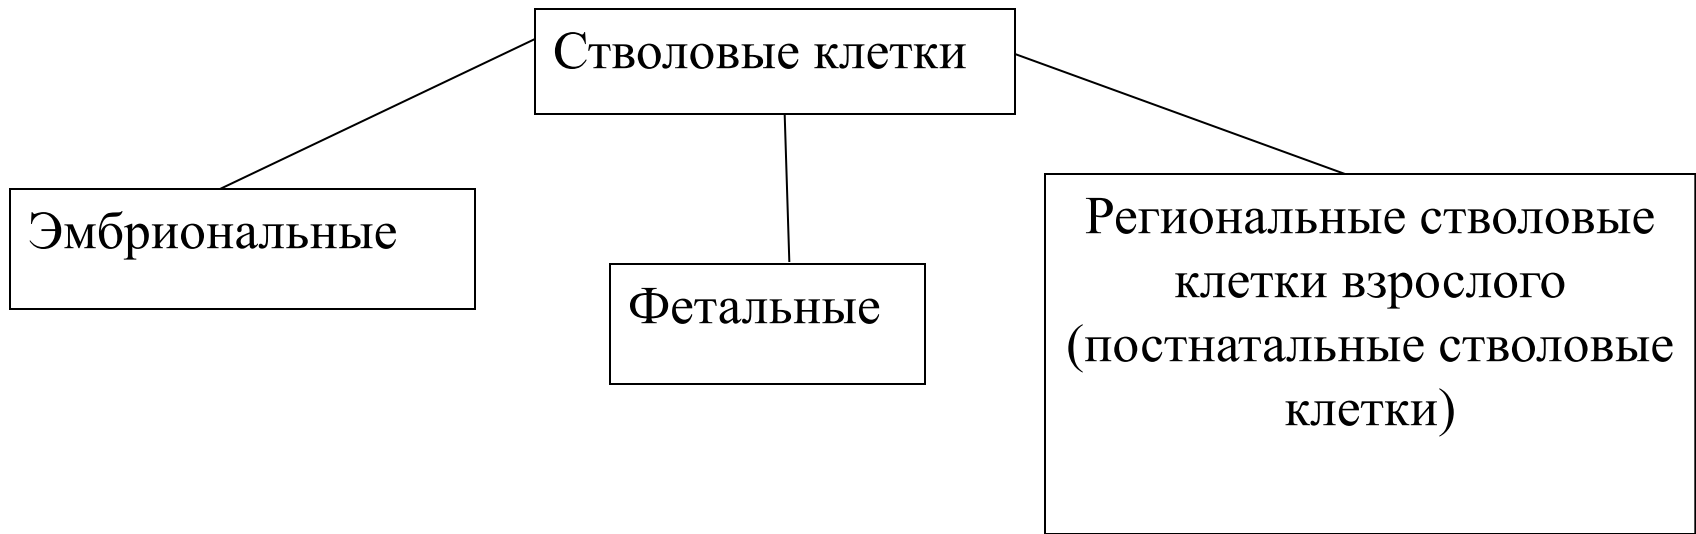 Стволовые клетки
Эмбриональные
Фетальные
Региональные стволовые
клетки взрослого
(постнатальные стволовые
клетки)